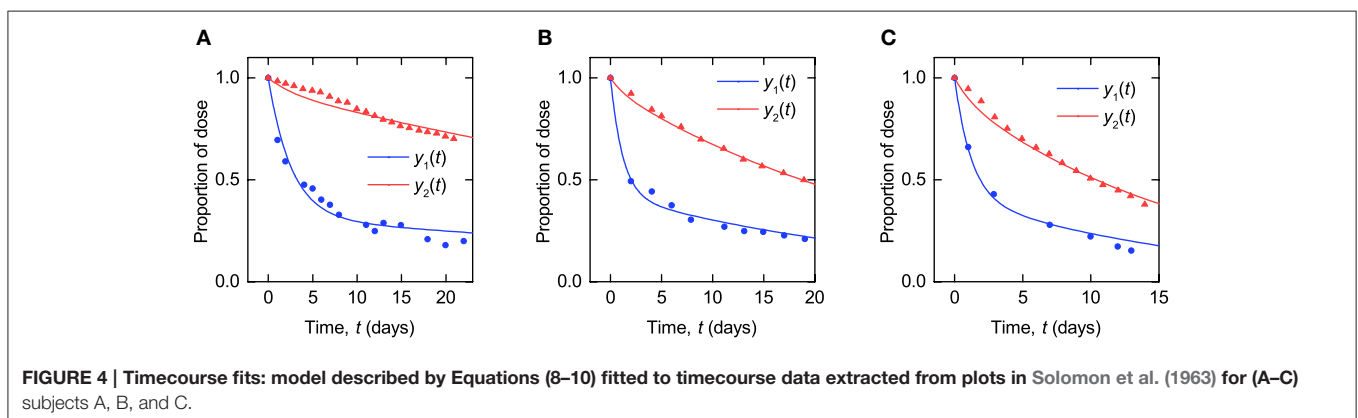 A
B
C
Proportion of dose
1.0
0.5
0.0
y1(t)
y2(t)
0 5 10 15 20
Time, t (days)
Proportion of dose
1.0
0.5
0.0
y1(t)
y2(t)
0 5 10 15 20
Time, t (days)
Proportion of dose
1.0
0.5
0.0
y1(t)
y2(t)
0 5 10 15
Time, t (days)
FIGURE 4 | Timecourse fits: model described by Equations (8–10) fitted to timecourse data extracted from plots in Solomon et al. (1963) for (A–C)
subjects A, B, and C.